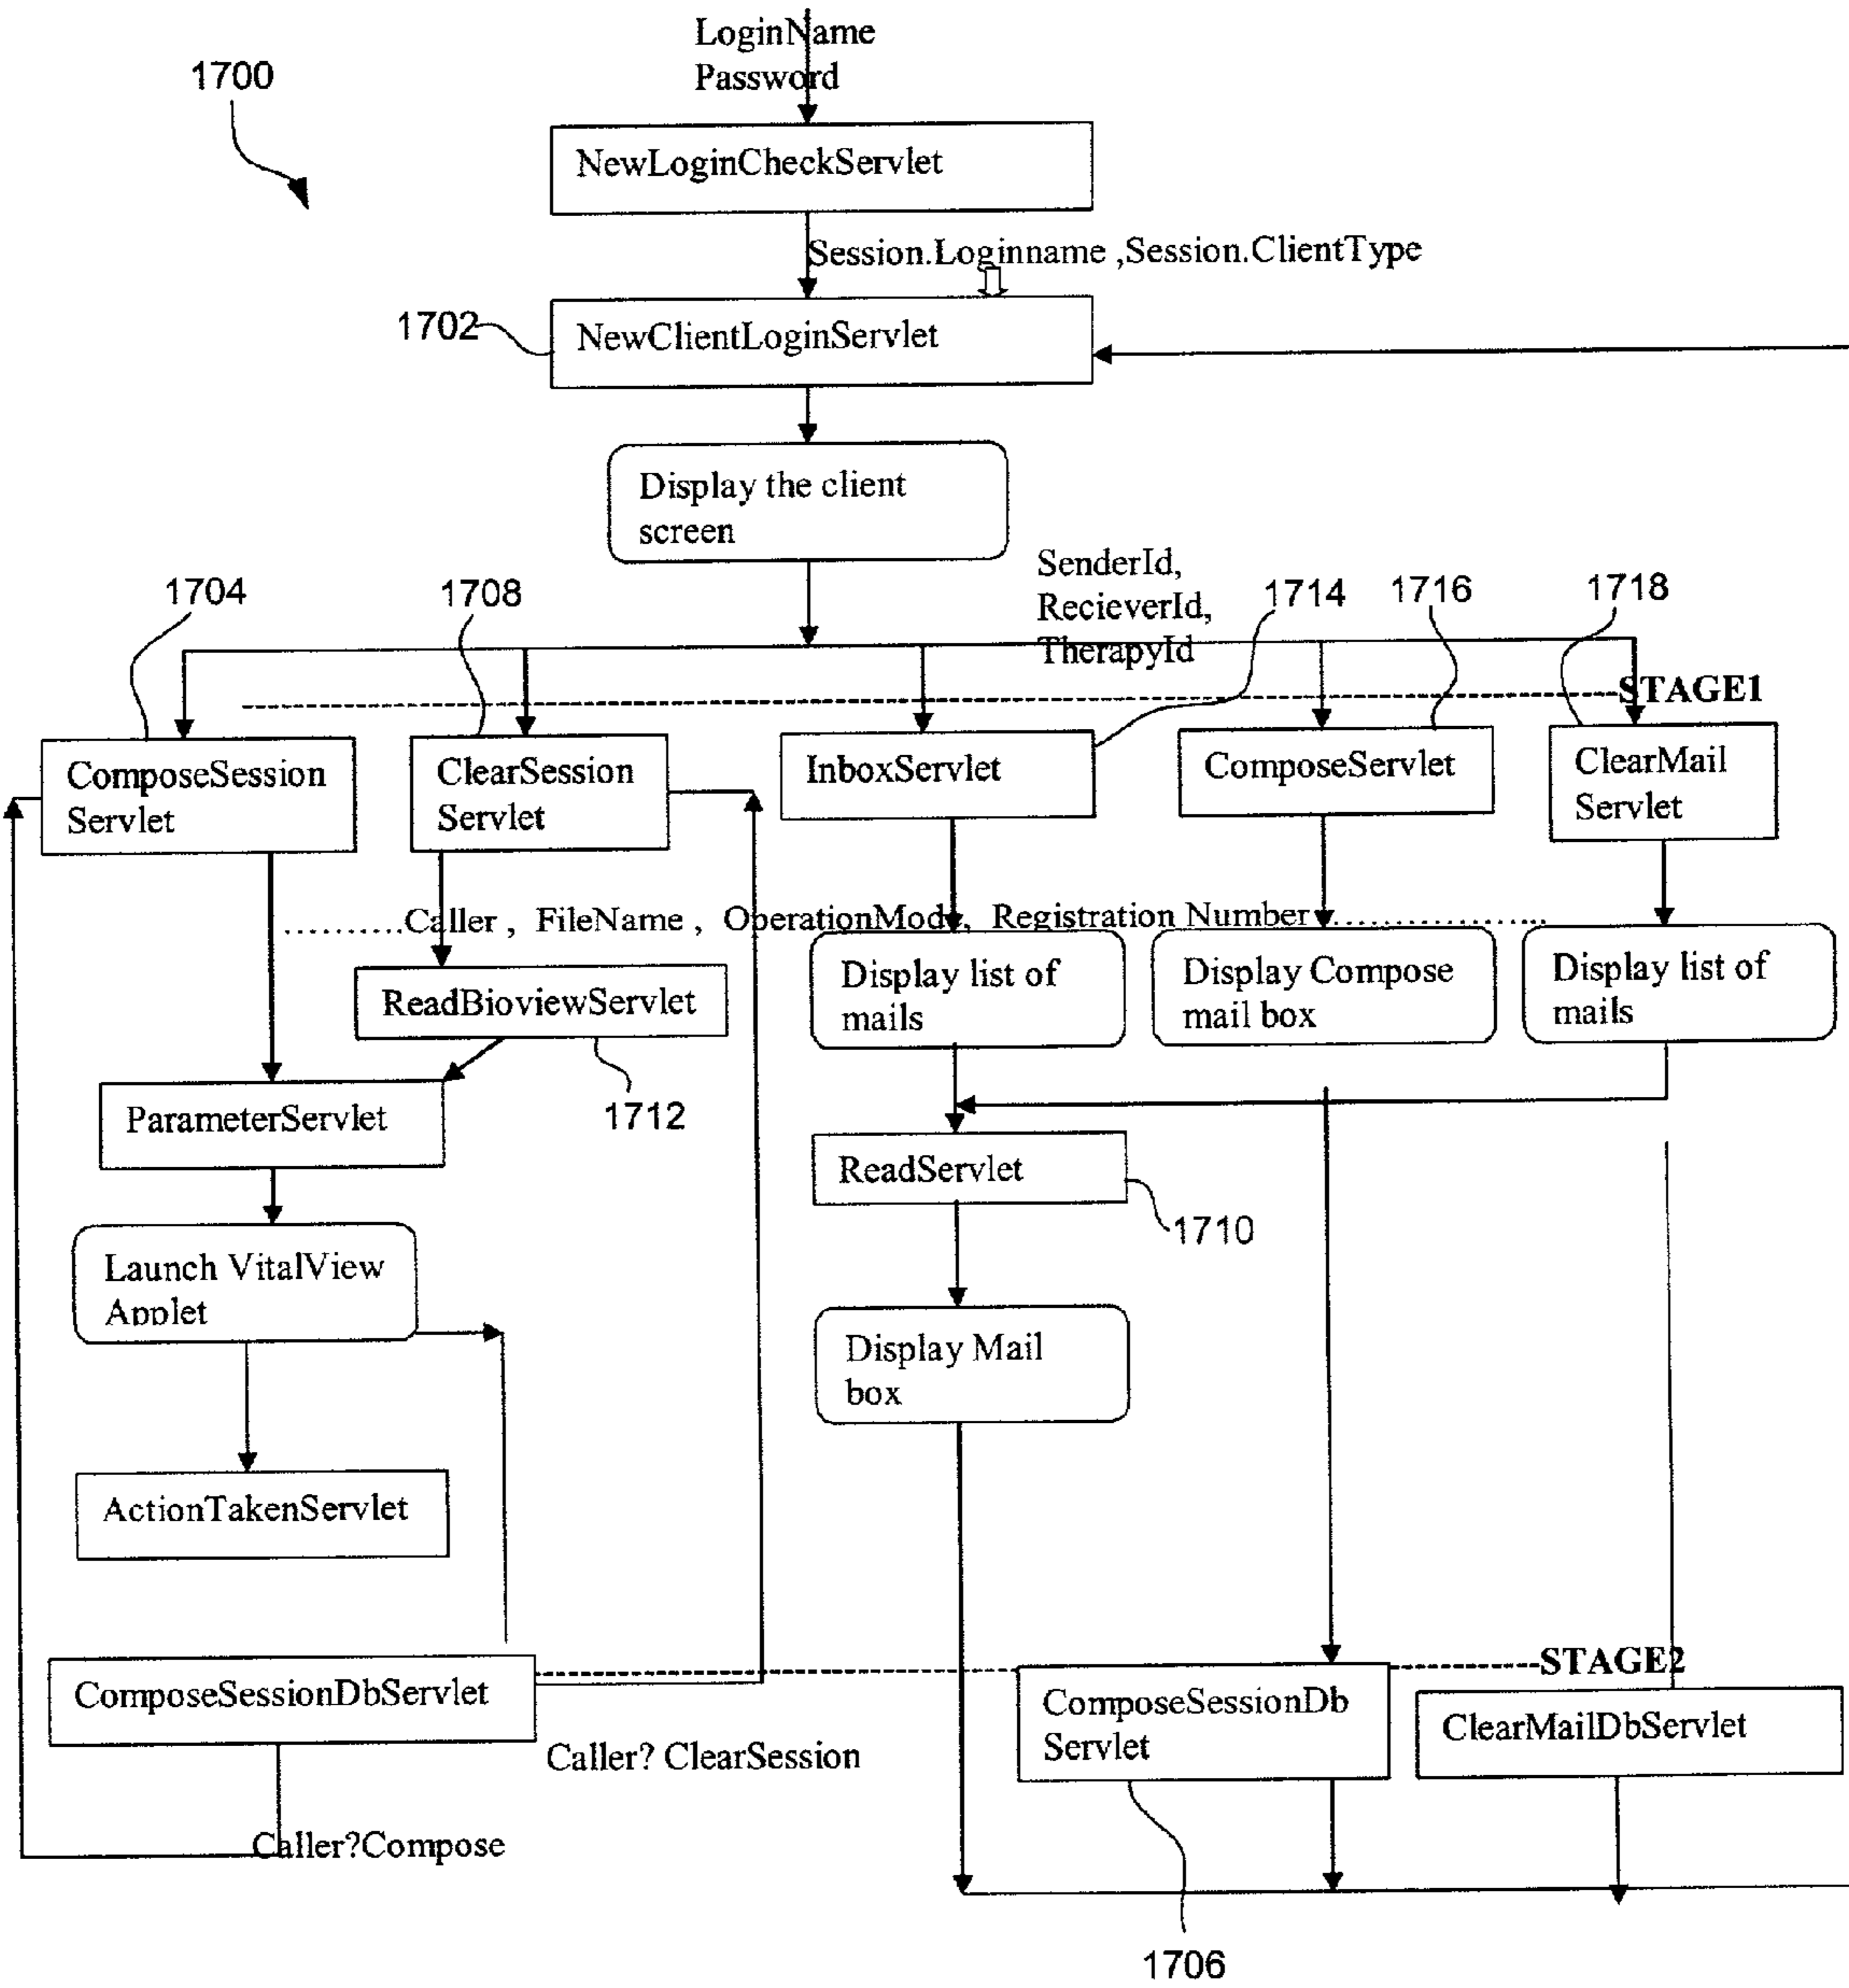 LoginName
Password
1700
NewLoginCheckServlet
Session.Loginname ,Session.ClientType
1702
NewClientLoginServlet
Display the client
screen
SenderId,
RecieverId,
TherapyId
1704
1708
1714
1716
1718
STAGE1
ComposeSession
Servlet
ClearSession
Servlet
InboxServlet
ComposeServlet
ClearMail
Servlet
..........Caller , FileName , OperationMode, Registration Number..................
ReadBioviewServlet
Display list of
mails
Display Compose
mail box
Display list of
mails
1712
ParameterServlet
ReadServlet
1710
Launch VitalView
Applet
Display Mail
box
ActionTakenServlet
STAGE2
ComposeSessionDbServlet
ComposeSessionDb
Servlet
ClearMailDbServlet
Caller? ClearSession
Caller?Compose
1706